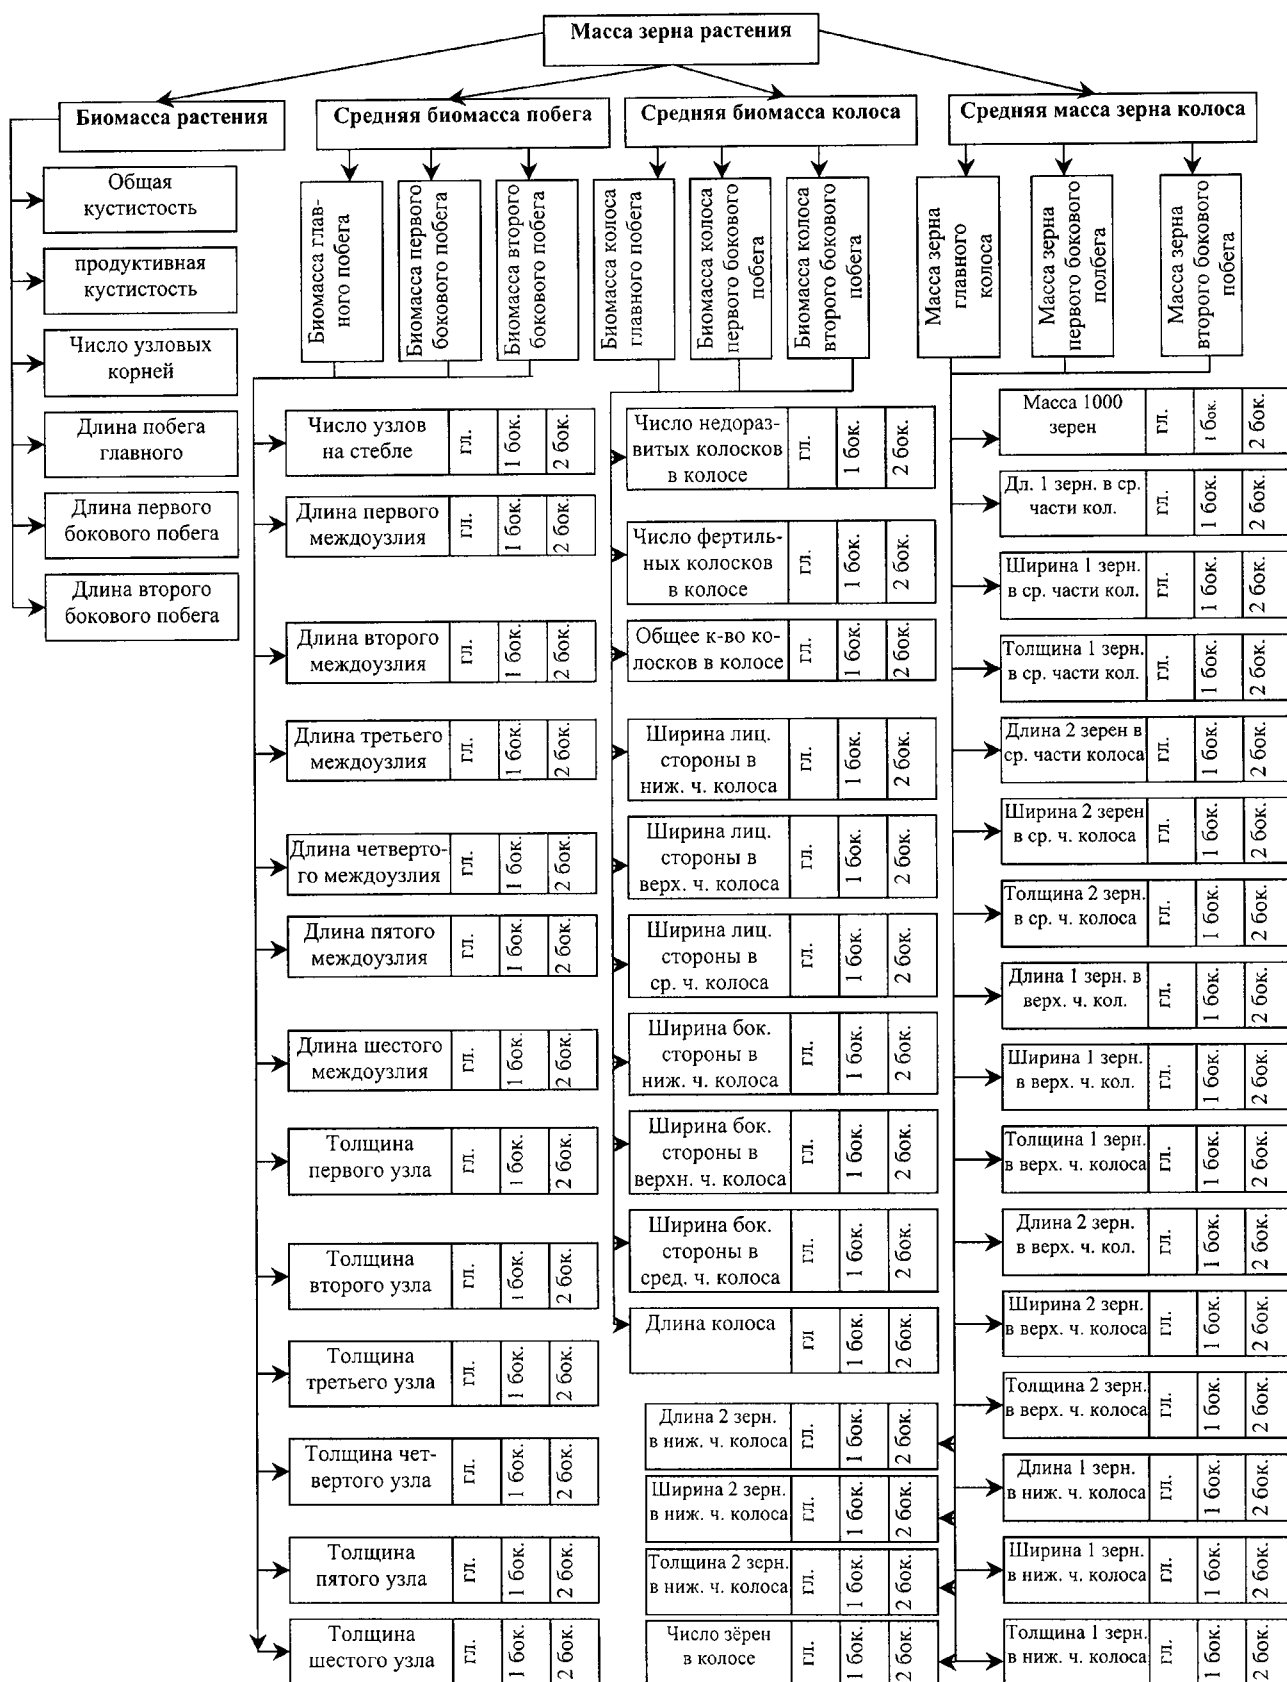 Масса зерна растения
Биомасса растения
Средняя биомасса побега
Средняя биомасса колоса
Средняя масса зерна колоса
Общая
кустистость
продуктивная
кустистость
Число узловых
корней
Длина побега
главного
Длина первого
бокового побега
Длина второго
бокового побега
Биомасса глав-
ного побега
Биомасса первого
бокового побега
Биомасса второго
бокового побега
Биомасса колоса
главного побега
Биомасса колоса
первого бокового
побега
Биомасса колоса
второго бокового
побега
Масса зерна
главного
колоса
Масса зерна
первого бокового
полбега
Масса зерна
второго бокового
побега
Число узлов
на стебле
гл.
1 бок.
2 бок.
Длина первого
междоузлия
гл.
1 бок.
2 бок.
Длина второго
междоузлия
гл.
1 бок.
2 бок.
Длина третьего
междоузлия
гл.
1 бок.
2 бок.
Длина четверто-
го междоузлия
гл.
1 бок.
2 бок.
Длина пятого
междоузлия
гл.
1 бок.
2 бок.
Длина шестого
междоузлия
гл.
1 бок.
2 бок.
Толщина
первого узла
гл.
1 бок.
2 бок.
Толщина
второго узла
гл.
1 бок.
2 бок.
Толщина
третьего узла
гл.
1 бок.
2 бок.
Толщина чет-
вертого узла
гл.
1 бок.
2 бок.
Толщина
пятого узла
гл.
1 бок.
2 бок.
Толщина
шестого узла
гл.
1 бок.
2 бок.
Число недораз-
витых колосков
в колосе
гл.
1 бок.
2 бок.
Число фертиль-
ных колосков
в колосе
гл.
1 бок.
2 бок.
Общее к-во ко-
лосков в колосе
гл.
1 бок.
2 бок.
Ширина лиц.
стороны в
ниж. ч. колоса
гл.
1 бок.
2 бок.
Ширина лиц.
стороны в
верх. ч. колоса
гл.
1 бок.
2 бок.
Ширина лиц.
стороны в
ср. ч. колоса
гл.
1 бок.
2 бок.
Ширина бок.
стороны в
ниж. ч. колоса
гл.
1 бок.
2 бок.
Ширина бок.
стороны в
верхн. ч. колоса
гл.
1 бок.
2 бок.
Ширина бок.
стороны в
сред. ч. колоса
гл.
1 бок.
2 бок.
Длина колоса
гл
1 бок.
2 бок.
Длина 2 зерн.
в ниж. ч. колоса
гл.
1 бок.
2 бок.
Ширина 2 зерн.
в ниж. ч. колоса
гл.
1 бок.
2 бок.
Толщина 2 зерн.
в ниж. ч. колоса
гл.
1 бок.
2 бок.
Число зёрен
в колосе
гл.
1 бок.
2 бок.
Масса 1000
зерен
гл.
1 бок.
2 бок.
Дл. 1 зерн. в ср.
части кол.
гл.
1 бок.
2 бок.
Ширина 1 зерн.
в ср. части кол.
гл.
1 бок.
2 бок.
Толщина 1 зерн.
в ср. части кол.
гл.
1 бок.
2 бок.
Длина 2 зерен в
ср. части колоса
гл.
1 бок.
2 бок.
Ширина 2 зерен
в ср. ч. колоса
гл.
1 бок.
2 бок.
Толщина 2 зерн.
в ср. ч. колоса
гл.
1 бок.
2 бок.
Длина 1 зерн. в
верх. ч. кол.
гл.
1 бок.
2 бок.
Ширина 1 зерн.
в верх. ч. кол.
гл.
1 бок.
2 бок.
Толщина 1 зерн.
в верх. ч. колоса
гл.
1 бок.
2 бок.
Длина 2 зерн.
в верх. ч. кол.
гл.
1 бок.
2 бок.
Ширина 2 зерн.
в верх. ч. колоса
гл.
1 бок.
2 бок.
Толщина 2 зерн.
в верх. ч. колоса
гл.
1 бок.
2 бок.
Длина 1 зерн.
в ниж. ч. колоса
гл.
1 бок.
2 бок.
Ширина 1 зерн.
в ниж. ч. колоса
гл.
1 бок.
2 бок.
Толщина 1 зерн.
в ниж. ч. колоса
гл.
1 бок.
2 бок.